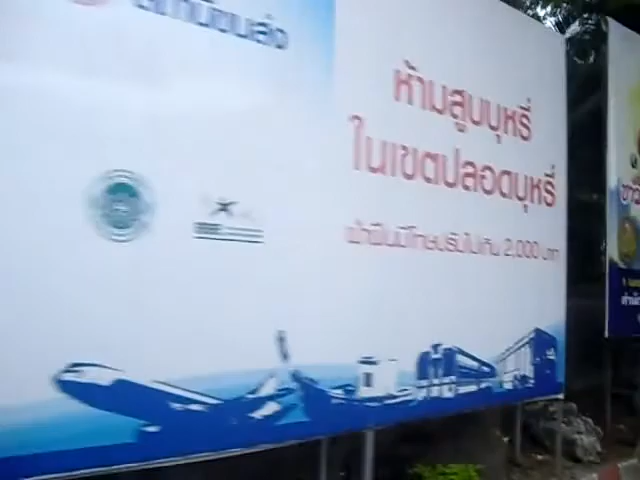 ห้ามสูบบุหรี่
ในเขตปลอดบุหรี่
ฝ่าฝืนมีโทษปรับไม่เกิน 2,000 บาท